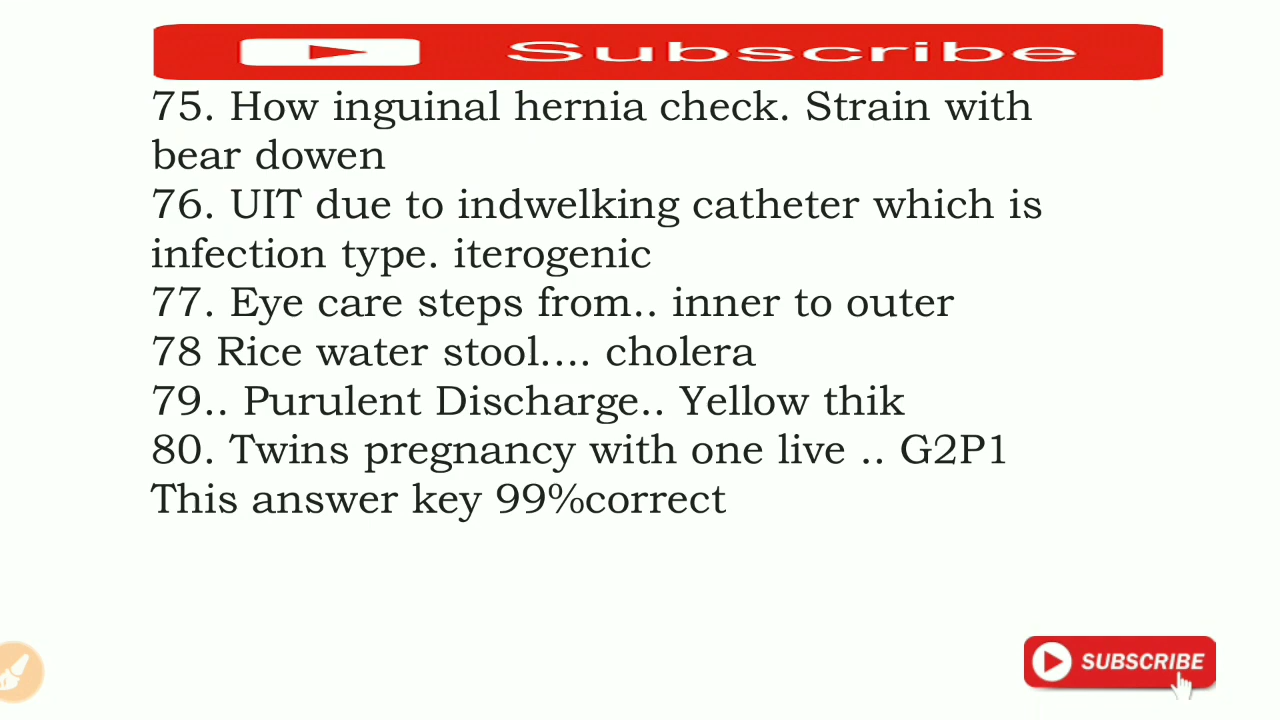 Subscribe
75. How inguinal hernia check. Strain with
bear dowen
76. UIT due to indwelking catheter which is
infection type. iterogenic
77. Eye care steps from.. inner to outer
78 Rice water stool.... cholera
79.. Purulent Discharge.. Yellow thik
80. Twins pregnancy with one live .. G2P1
This answer key 99%correct
SUBSCRIBE